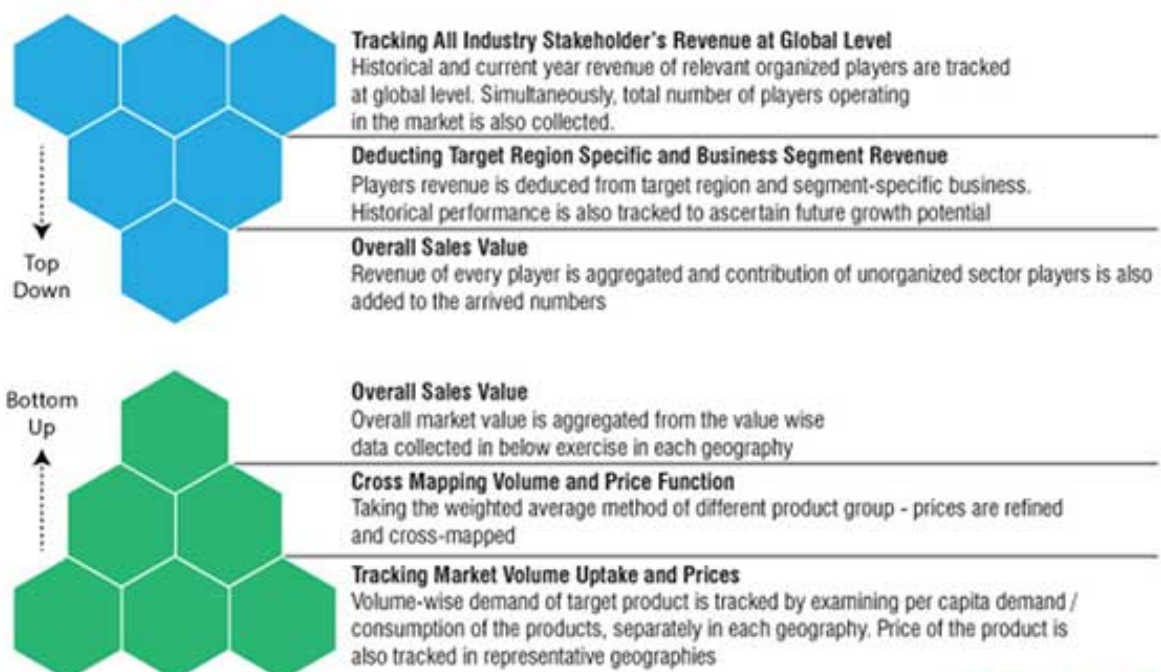 Tracking All Industry Stakeholder's Revenue at Global Level
Historical and current year revenue of relevant organized players are tracked
at global level. Simultaneously, total number of players operating
in the market is also collected.
Deducting Target Region Specific and Business Segment Revenue
Players revenue is deduced from target region and segment-specific business.
Historical performance is also tracked to ascertain future growth potential
Top
Down
Overall Sales Value
Revenue of every player is aggregated and contribution of unorganized sector players is also
added to the arrived numbers
Bottom
Up
Overall Sales Value
Overall market value is aggregated from the value wise
data collected in below exercise in each geography
Cross Mapping Volume and Price Function
Taking the weighted average method of different product group - prices are refined
and cross-mapped
Tracking Market Volume Uptake and Prices
Volume-wise demand of target product is tracked by examining per capita demand /
consumption of the products, separately in each geography. Price of the product is
also tracked in representative geographies